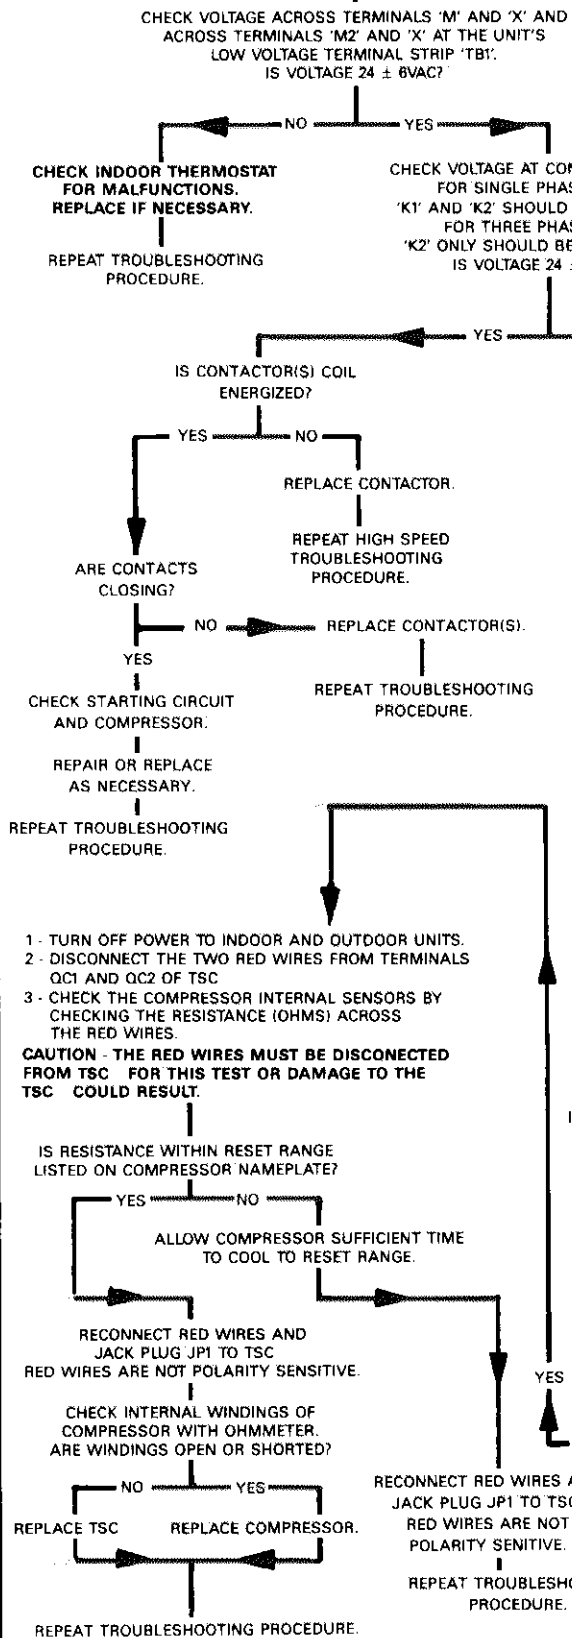 CHECK VOLTAGE ACROSS TERMINALS 'M' AND 'X' AND
ACROSS TERMINALS 'M2' AND 'X' AT THE UNIT'S
LOW VOLTAGE TERMINAL STRIP 'TB1'.
IS VOLTAGE 24 ± 6VAC?
NO
YES
CHECK INDOOR THERMOSTAT
FOR MALFUNCTIONS.
REPLACE IF NECESSARY.
REPEAT TROUBLESHOOTING
PROCEDURE.
CHECK VOLTAGE AT CON
FOR SINGLE PHAS
'K1' AND 'K2' SHOULD
FOR THREE PHAS
'K2' ONLY SHOULD BE
IS VOLTAGE 24 ±
YES
IS CONTACTOR(S) COIL
ENERGIZED?
YES
NO
REPLACE CONTACTOR.
REPEAT HIGH SPEED
TROUBLESHOOTING
PROCEDURE.
ARE CONTACTS
CLOSING?
NO
REPLACE CONTACTOR(S).
YES
REPEAT TROUBLESHOOTING
PROCEDURE.
CHECK STARTING CIRCUIT
AND COMPRESSOR.
REPAIR OR REPLACE
AS NECESSARY.
REPEAT TROUBLESHOOTING
PROCEDURE.
1 - TURN OFF POWER TO INDOOR AND OUTDOOR UNITS.
2 - DISCONNECT THE TWO RED WIRES FROM TERMINALS
QC1 AND QC2 OF TSC
3 - CHECK THE COMPRESSOR INTERNAL SENSORS BY
CHECKING THE RESISTANCE (OHMS) ACROSS
THE RED WIRES.
CAUTION - THE RED WIRES MUST BE DISCONECTED
FROM TSC FOR THIS TEST OR DAMAGE TO THE
TSC COULD RESULT.
IS RESISTANCE WITHIN RESET RANGE
LISTED ON COMPRESSOR NAMEPLATE?
YES
NO
ALLOW COMPRESSOR SUFFICIENT TIME
TO COOL TO RESET RANGE.
RECONNECT RED WIRES AND
JACK PLUG JP1 TO TSC
RED WIRES ARE NOT POLARITY SENSITIVE.
CHECK INTERNAL WINDINGS OF
COMPRESSOR WITH OHMMETER.
ARE WINDINGS OPEN OR SHORTED?
YES
NO
YES
REPLACE TSC
REPLACE COMPRESSOR.
RECONNECT RED WIRES A
JACK PLUG JP1 TO TSC
RED WIRES ARE NOT
POLARITY SENITIVE.
REPEAT TROUBLESHO
PROCEDURE.
REPEAT TROUBLESHOOTING PROCEDURE.